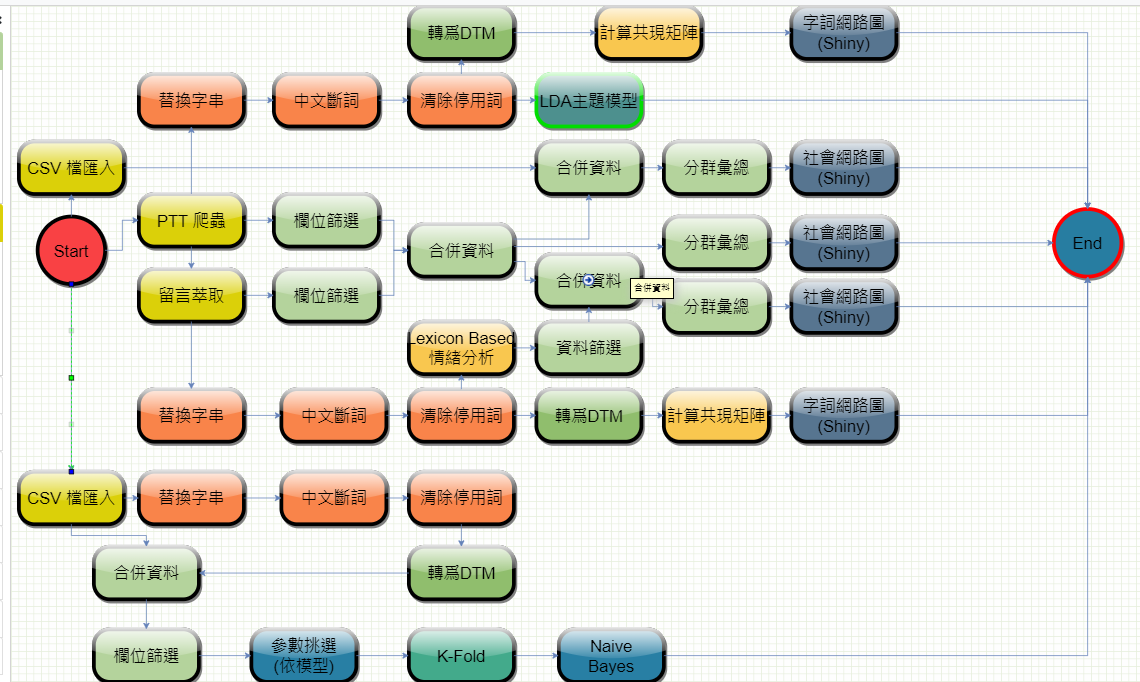 轉為DTM
計算共現矩陣
字詞網路圖
(Shiny)
替換字串
中文斷詞
清除停用詞
LDA主題模型
CSV 檔匯入
合併資料
分群彙總
社會網路圖
(Shiny)
Start
PTT 爬蟲
欄位篩選
合併資料
分群彙總
社會網路圖
(Shiny)
End
留言萃取
欄位篩選
合併資料
合併資料
分群彙總
社會網路圖
(Shiny)
Lexicon Based
情緒分析
資料篩選
替換字串
中文斷詞
清除停用詞
轉為DTM
計算共現矩陣
字詞網路圖
(Shiny)
CSV 檔匯入
替換字串
中文斷詞
清除停用詞
合併資料
轉為DTM
欄位篩選
參數挑選
(依模型)
K-Fold
Naive
Bayes